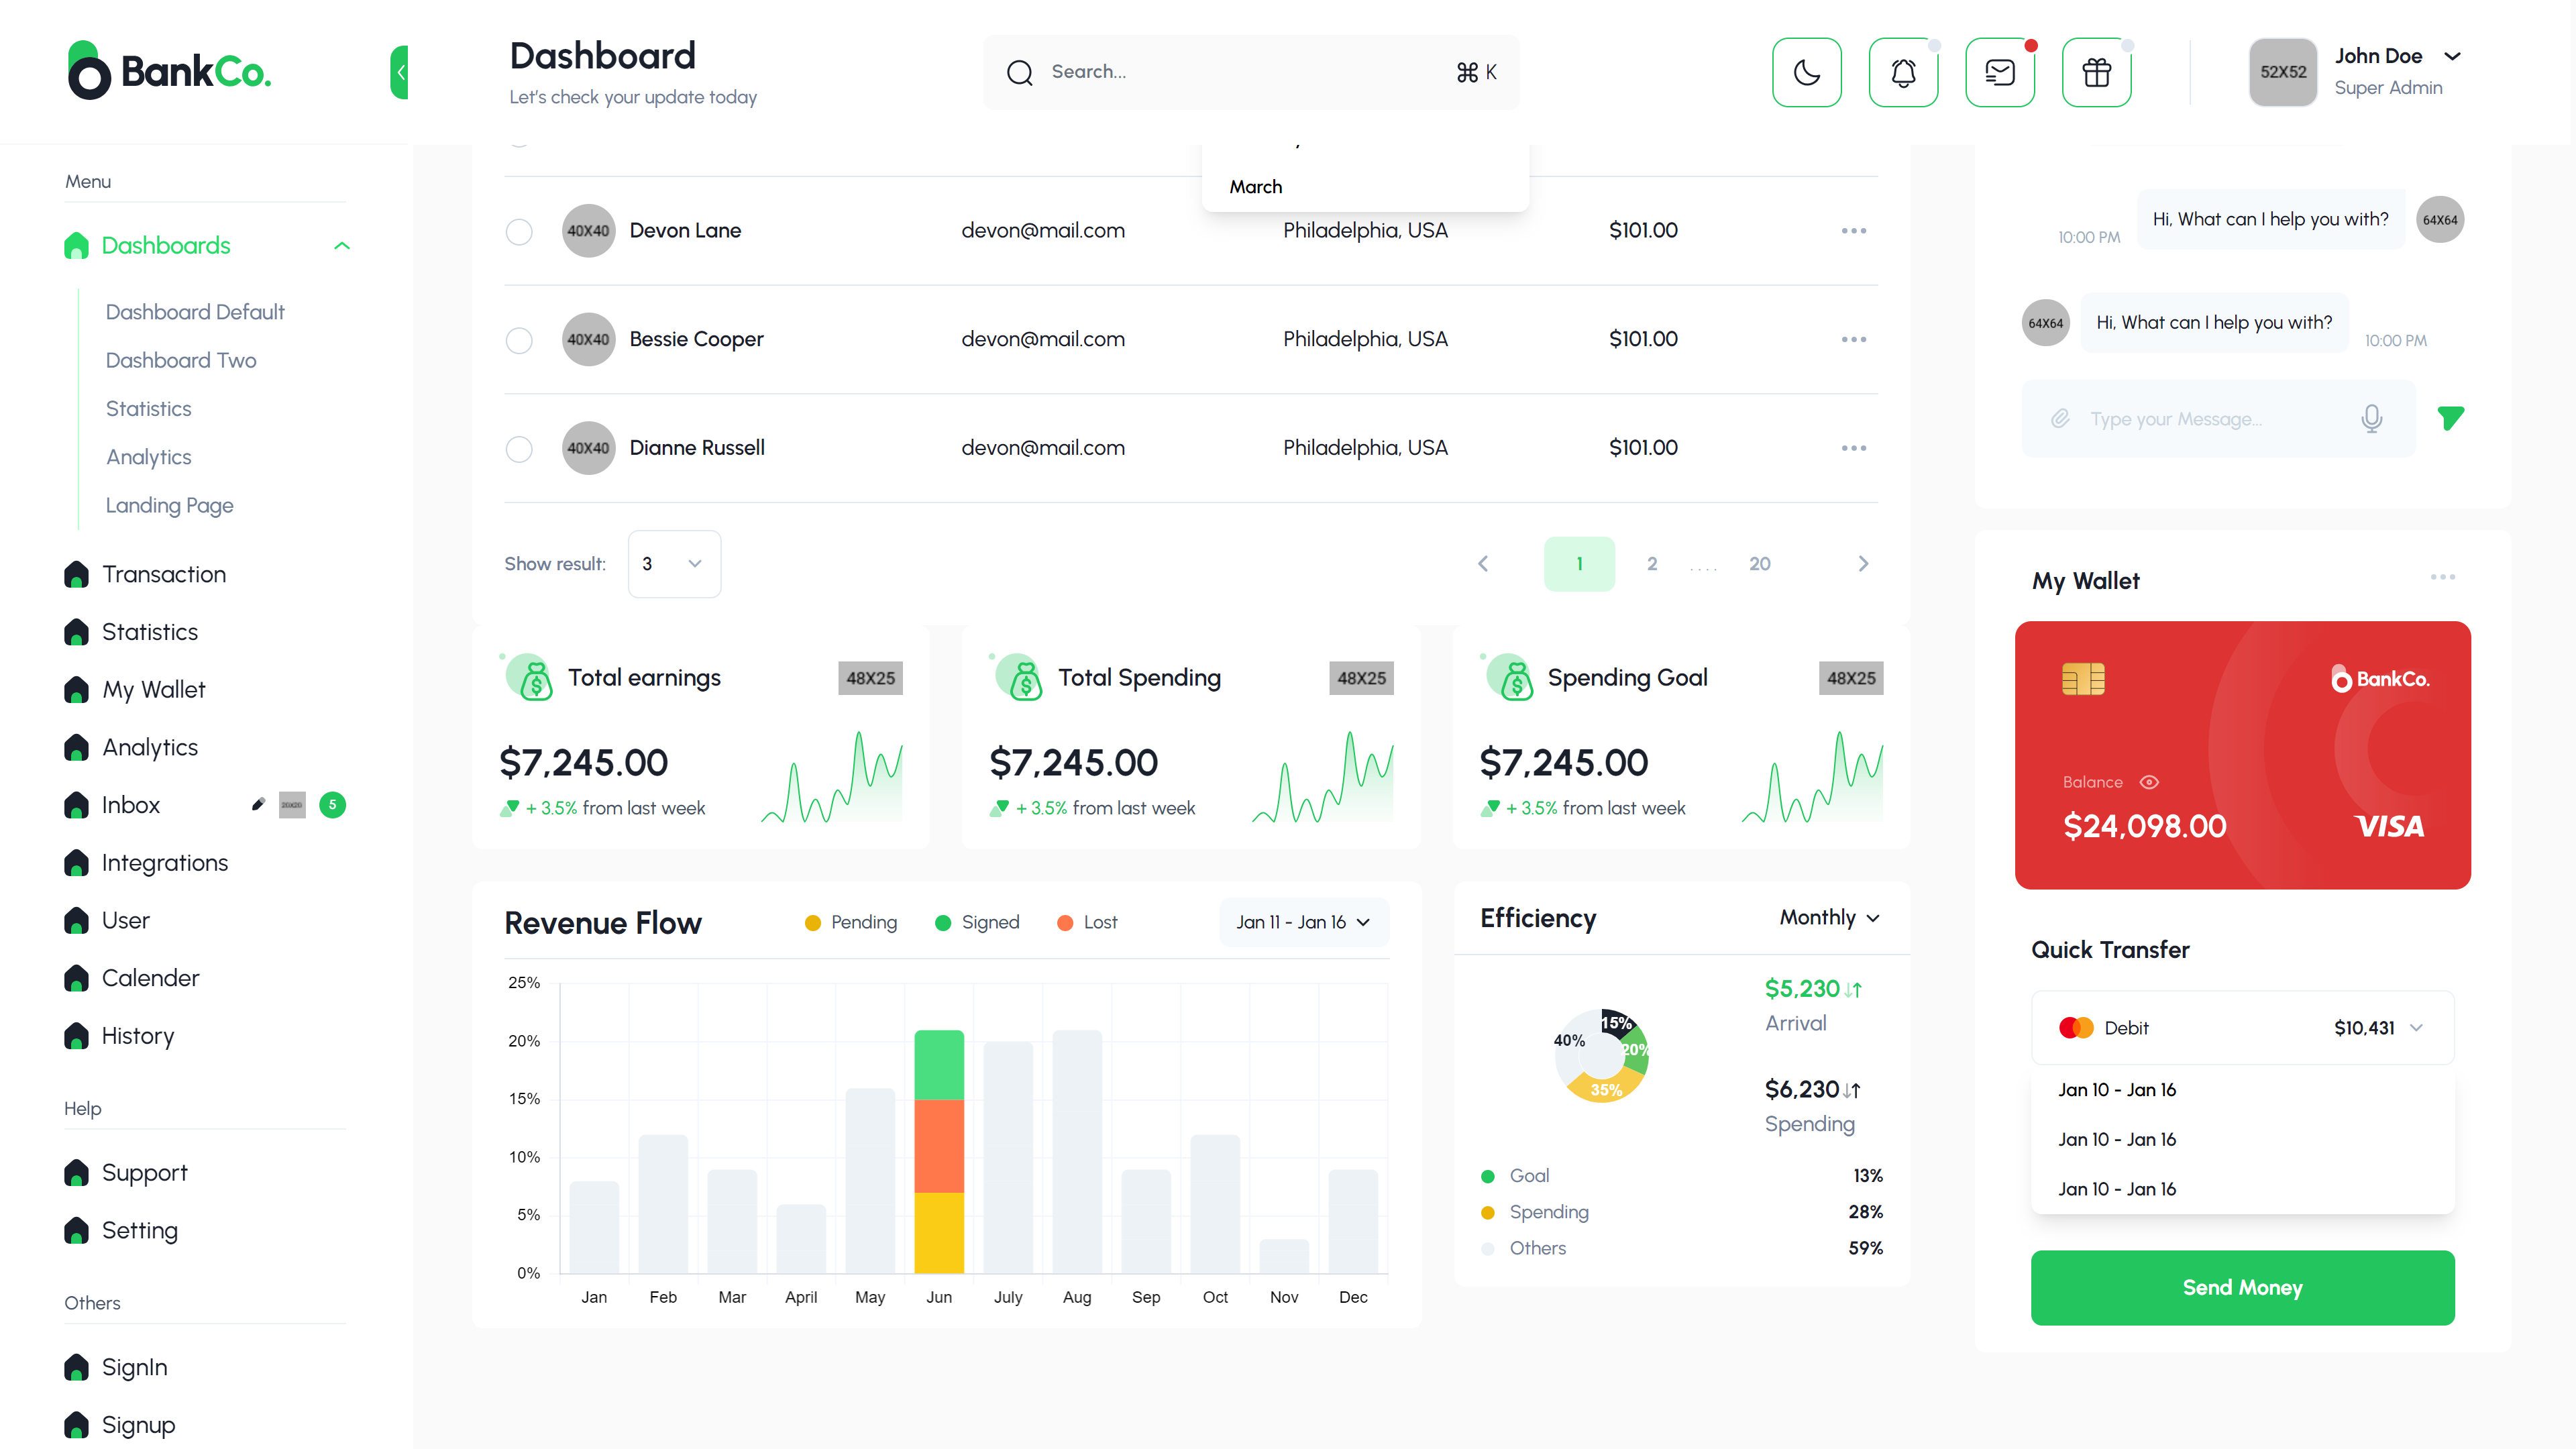 BankCo.
Dashboard
Let's check your update today
Search...
⌘ K
52X52
John Doe
Super Admin
Menu
Dashboards
Dashboard Default
Dashboard Two
Statistics
Analytics
Landing Page
Transaction
Statistics
My Wallet
Analytics
Inbox
5
Integrations
User
Calender
History
Help
Support
Setting
Others
SignIn
Signup
March
40X40 Devon Lane devon@mail.com Philadelphia, USA $101.00
40X40 Bessie Cooper devon@mail.com Philadelphia, USA $101.00
40X40 Dianne Russell devon@mail.com Philadelphia, USA $101.00
Show result: 3
1 2 .... 20
Total earnings
48X25
$7,245.00
+ 3.5% from last week
Total Spending
48X25
$7,245.00
+ 3.5% from last week
Spending Goal
48X25
$7,245.00
+ 3.5% from last week
Revenue Flow
Pending Signed Lost
Jan 11 - Jan 16
25%
20%
15%
10%
5%
0%
Jan Feb Mar April May Jun July Aug Sep Oct Nov Dec
Efficiency
Monthly
15%
20%
35%
40%
$5,230
Arrival
$6,230
Spending
Goal 13%
Spending 28%
Others 59%
Hi, What can I help you with?
64X64
10:00 PM
64X64
Hi, What can I help you with?
10:00 PM
Type your Message...
My Wallet
BankCo.
Balance
$24,098.00
VISA
Quick Transfer
Debit $10,431
Jan 10 - Jan 16
Jan 10 - Jan 16
Jan 10 - Jan 16
Send Money